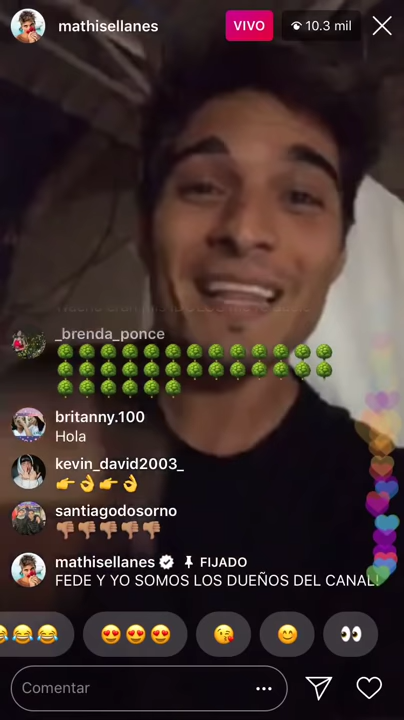 mathisellanes
VIVO
10.3 mil
_brenda_ponce
britanny.100
Hola
kevin_david2003_
santiagodosorno
mathisellanes FIJADO
FEDE Y YO SOMOS LOS DUEÑOS DEL CANAL!
Comentar